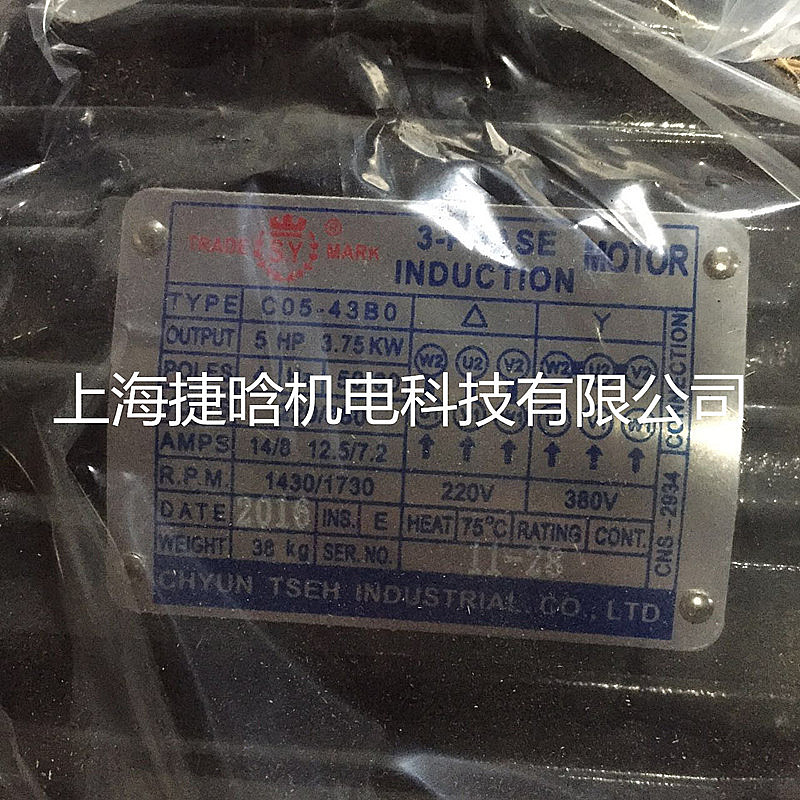 TRADE S.Y ® MARK
3-PHASE
INDUCTION MOTOR
TYPE C05-43B0 △ Y
OUTPUT 5 HP 3.75KW
POLES
W2 U2 V2 W2 U2 V2
上海捷晗机电科技有限公司
AMPS 14/8 12.5/7.2
R.P.M. 1430/1730 220V 380V
DATE 2016 INS. E HEAT 75°C RATING CONT.
WEIGHT 38 kg SER. NO. 11-28
CNS-2934 CONNECTION
CHYUN TSEH INDUSTRIAL CO., LTD.